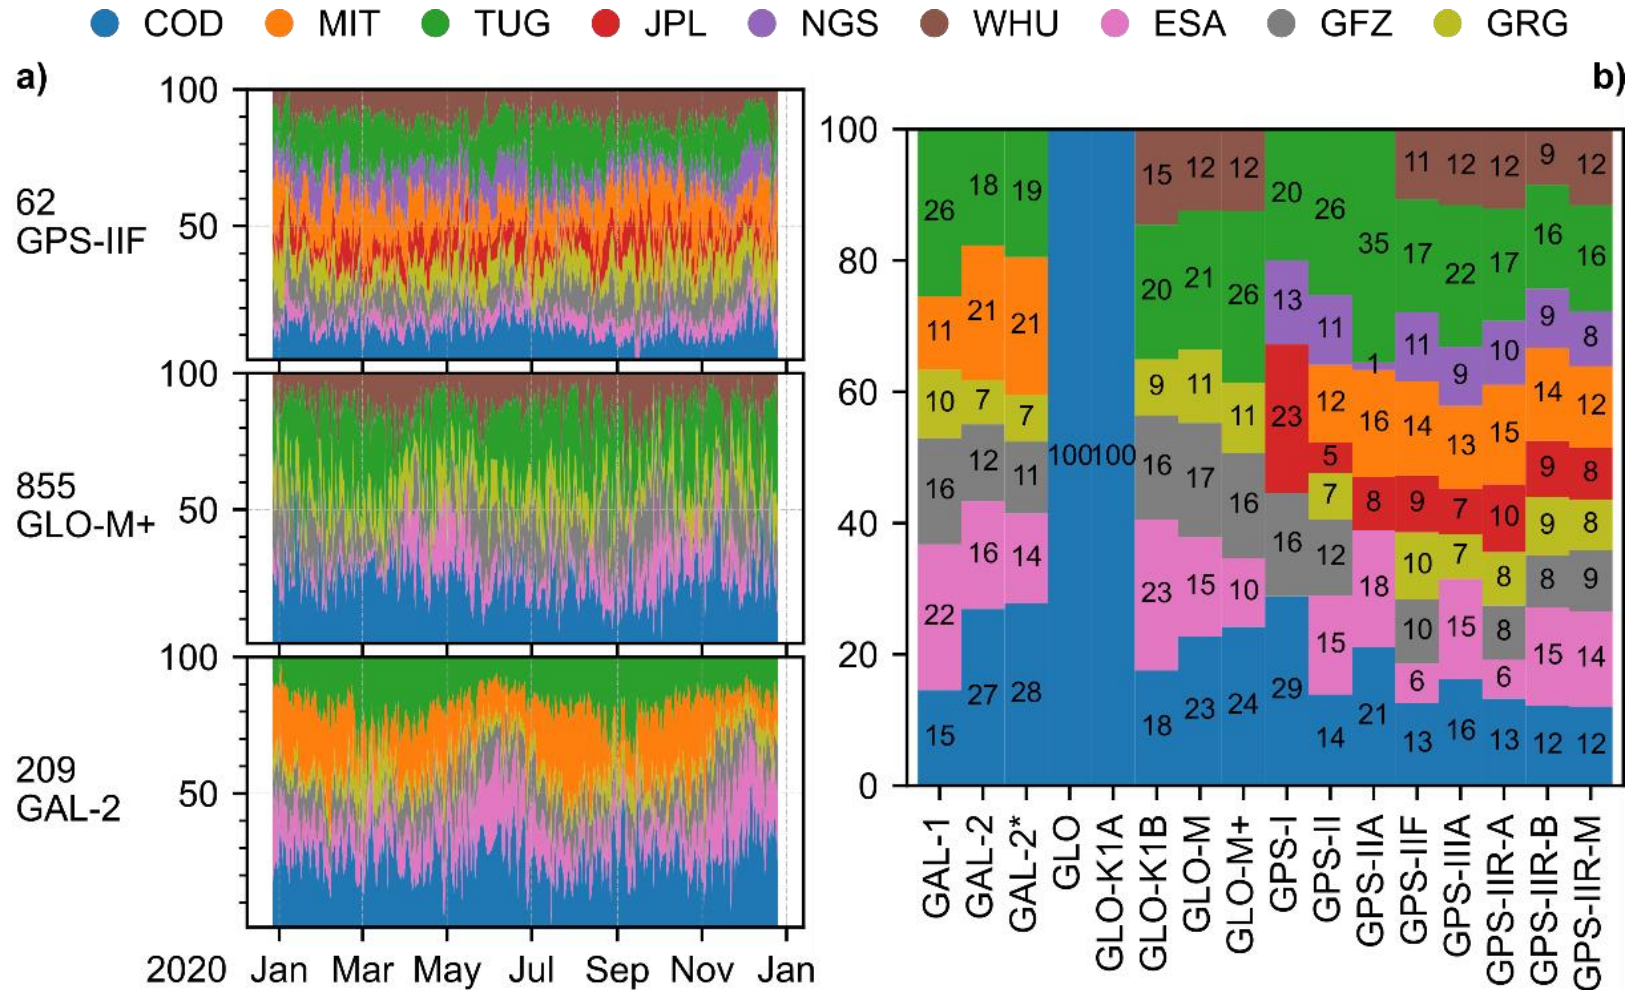 COD MIT TUG JPL NGS WHU ESA GFZ GRG
a)
100
50
62
GPS-IIF
100
50
855
GLO-M+
100
50
209
GAL-2
2020 Jan Mar May Jul Sep Nov Jan
b)
100
80
60
40
20
0
26 11 10 16 22 15
18 21 7 12 16 27
19 21 7 11 14 28
100
100
15 20 9 16 23 18
12 21 11 17 15 23
12 26 11 16 10 24
20 13 23 16 29
26 11 12 5 7 12 15 14
35 1 16 8 18 21
11 17 11 14 9 10 10 6 13
12 22 9 13 7 7 15 16
12 17 10 15 10 8 8 6 13
9 16 9 14 9 9 8 15 12
12 16 8 12 8 8 9 14 12
GAL-1
GAL-2
GAL-2*
GLO
GLO-K1A
GLO-K1B
GLO-M
GLO-M+
GPS-I
GPS-II
GPS-IIA
GPS-IIF
GPS-IIIA
GPS-IIR-A
GPS-IIR-B
GPS-IIR-M